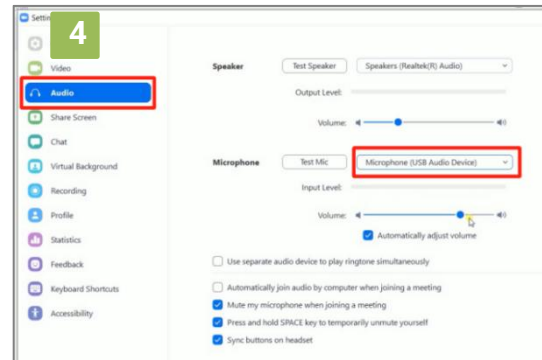 Settin
4
Video
Audio
Share Screen
Chat
Virtual Background
Recording
Profile
Statistics
Feedback
Keyboard Shortcuts
Accessibility
Speaker
Test Speaker
Speakers (Realtek(R) Audio)
Output Level:
Volume:
Microphone
Test Mic
Microphone (USB Audio Device)
Input Level:
Volume:
Automatically adjust volume
Use separate audio device to play ringtone simultaneously
Automatically join audio by computer when joining a meeting
Mute my microphone when joining a meeting
Press and hold SPACE key to temporarily unmute yourself
Sync buttons on headset